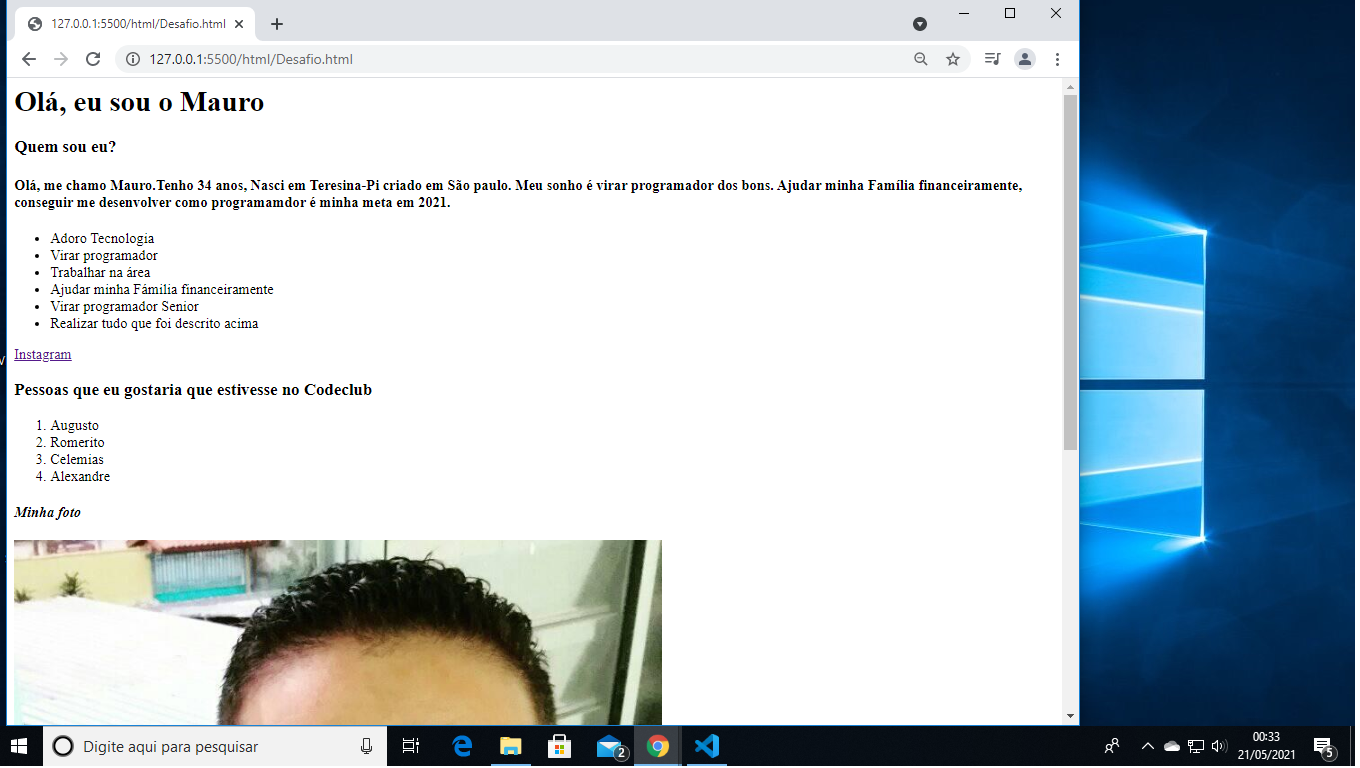 127.0.0.1:5500/html/Desafio.html
127.0.0.1:5500/html/Desafio.html
Olá, eu sou o Mauro
Quem sou eu?
Olá, me chamo Mauro.Tenho 34 anos, Nasci em Teresina-Pi criado em São paulo. Meu sonho é virar programador dos bons. Ajudar minha Família financeiramente,
conseguir me desenvolver como programamdor é minha meta em 2021.
Adoro Tecnologia
Virar programador
Trabalhar na área
Ajudar minha Fámilia financeiramente
Virar programador Senior
Realizar tudo que foi descrito acima
Instagram
Pessoas que eu gostaria que estivesse no Codeclub
1. Augusto
2. Romerito
3. Celemias
4. Alexandre
Minha foto
Digite aqui para pesquisar
2
00:33
21/05/2021
5